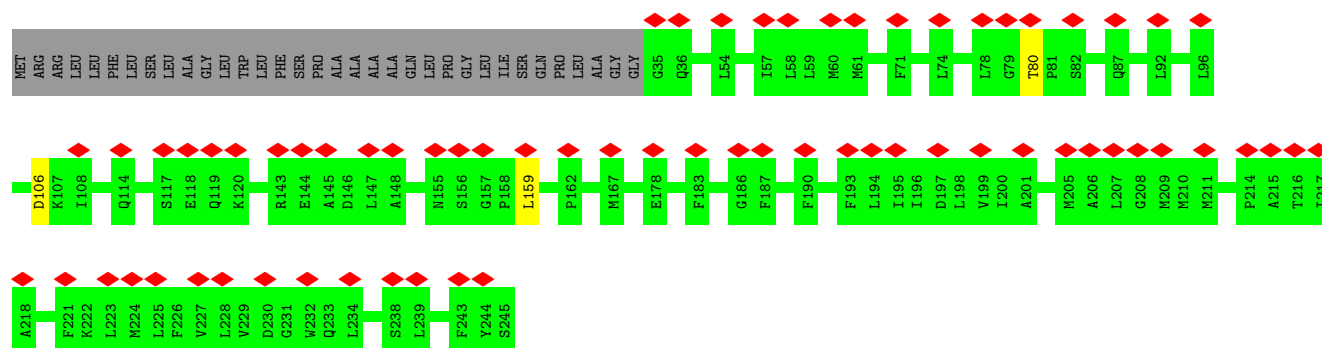 MET ARG ARG LEU LEU PHE LEU SER LEU ALA GLY LEU TRP LEU PHE SER PRO ALA ALA ALA ALA GLN LEU PRO GLY LEU ILE SER GLN PRO LEU ALA GLY GLY G35 Q36 L54 I57 L58 L59 M60 M61 F71 L74 L78 G79 T80 P81 S82 Q87 L92 L96
D106 K107 I108 Q114 S117 E118 Q119 K120 R143 E144 A145 D146 L147 A148 N155 S156 G157 P158 L159 P162 M167 E178 F183 G186 F187 F190 F193 L194 I195 I196 D197 L198 V199 I200 A201 M205 A206 L207 G208 M209 M210 M211 P214 A215 T216 I217
A218 F221 K222 L223 M224 L225 F226 V227 L228 V229 D230 G231 W232 Q233 L234 S238 L239 F243 Y244 S245